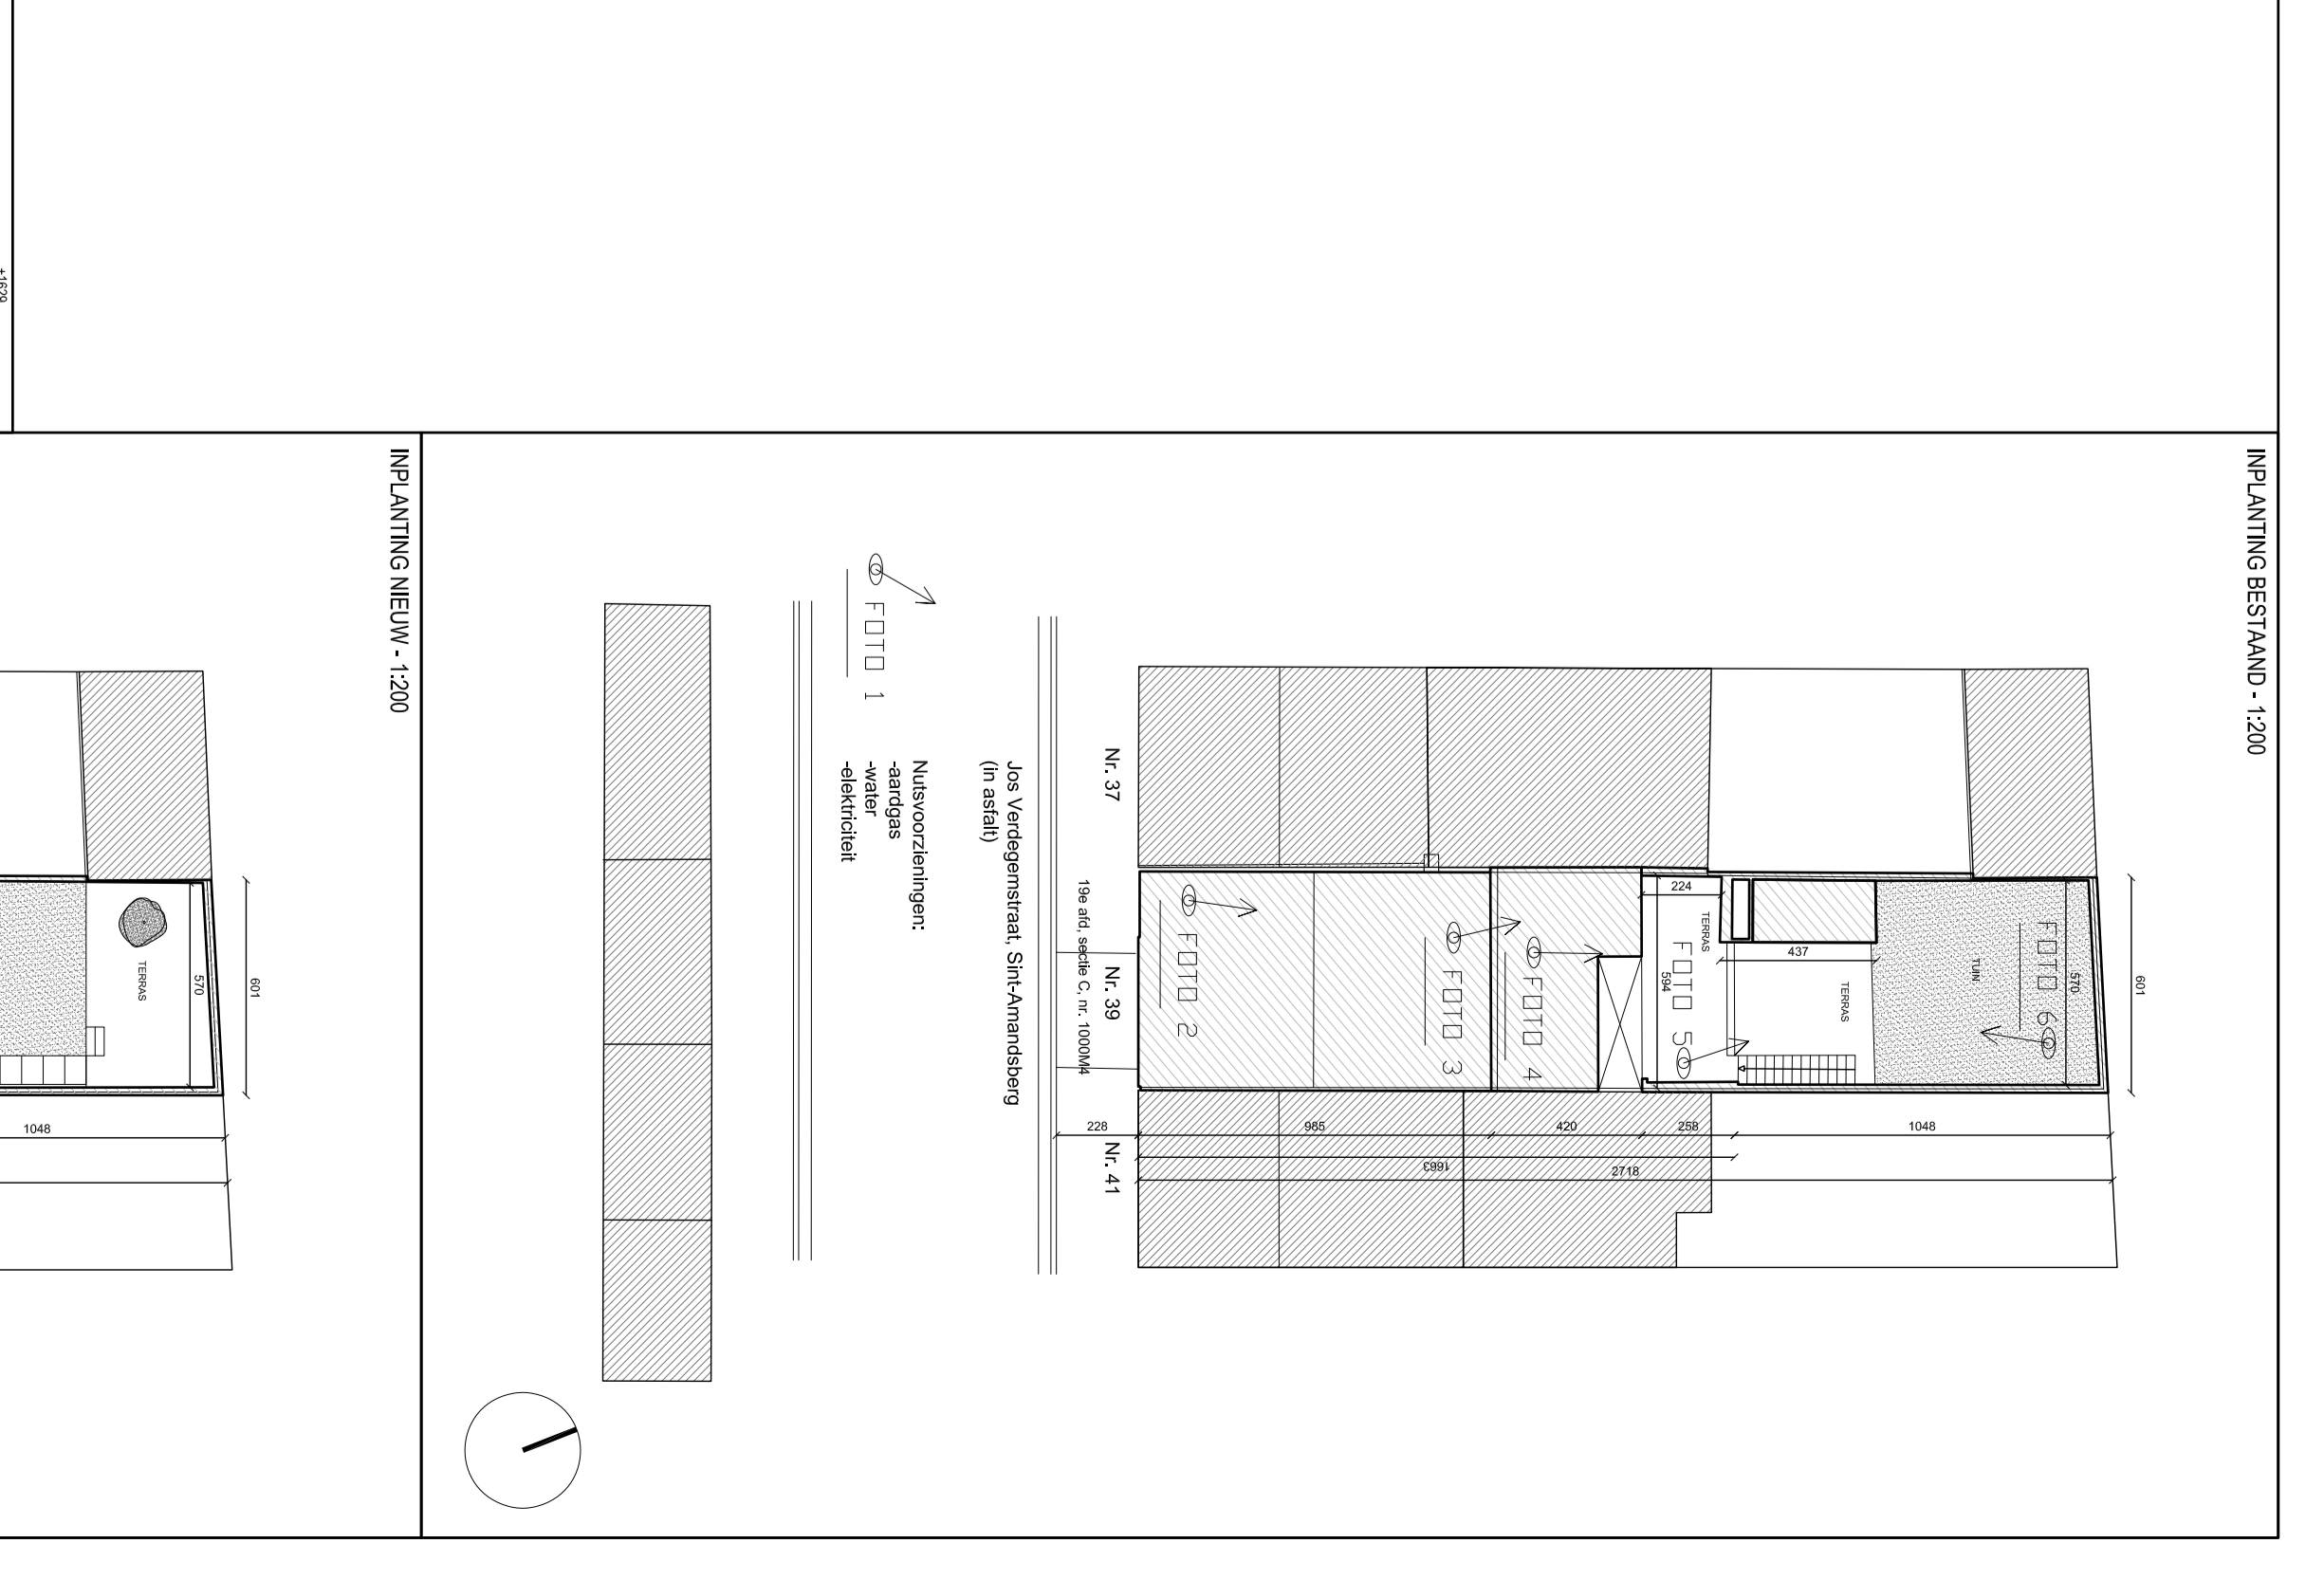 INPLANTING BESTAAND - 1:200
601
570
FOTO 6
TUIN
TERRAS
437
TERRAS
224
FOTO 5
594
FOTO 4
FOTO 3
FOTO 2
228
985
420
258
1048
1663
2718
Nr. 37
Nr. 39
Nr. 41
19e afd, sectie C, nr. 1000M4
Jos Verdegemstraat, Sint-Amandsberg
(in asfalt)
Nutsvoorzieningen:
-aardgas
-water
-elektriciteit
FOTO 1
INPLANTING NIEUW - 1:200
601
570
TERRAS
1048
+1629